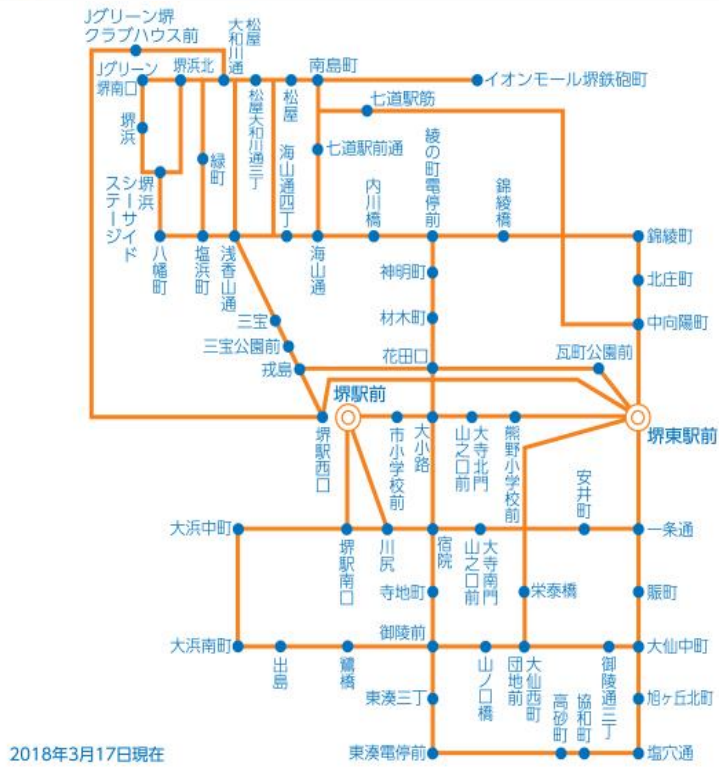 Jグリーン堺
クラブハウス前
松屋
大和川通
Jグリーン
堺南口
堺浜北
南島町
イオンモール堺鉄砲町
七道駅筋
堺浜
緑町
松屋大和川通三丁
松屋
海山通四丁
七道駅前通
内川橋
綾の町電停前
錦綾橋
錦綾町
堺浜
シーサイド
ステージ
八幡町
塩浜町
浅香山通
海山通
神明町
北庄町
材木町
中向陽町
三宝
三宝公園前
戎島
花田口
瓦町公園前
堺駅前
堺東駅前
堺駅西口
市小学校前
大小路
大寺北門
山之口前
熊野小学校前
安井町
大浜中町
一条通
堺駅南口
川尻
宿院
大寺南門
山之口前
寺地町
栄泰橋
賑町
大浜南町
御陵前
大仙中町
出島
鷺橋
山ノ口橋
大仙西町
団地前
御陵通三丁
東湊三丁
旭ヶ丘北町
高砂町
協和町
東湊電停前
塩穴通
2018年3月17日現在